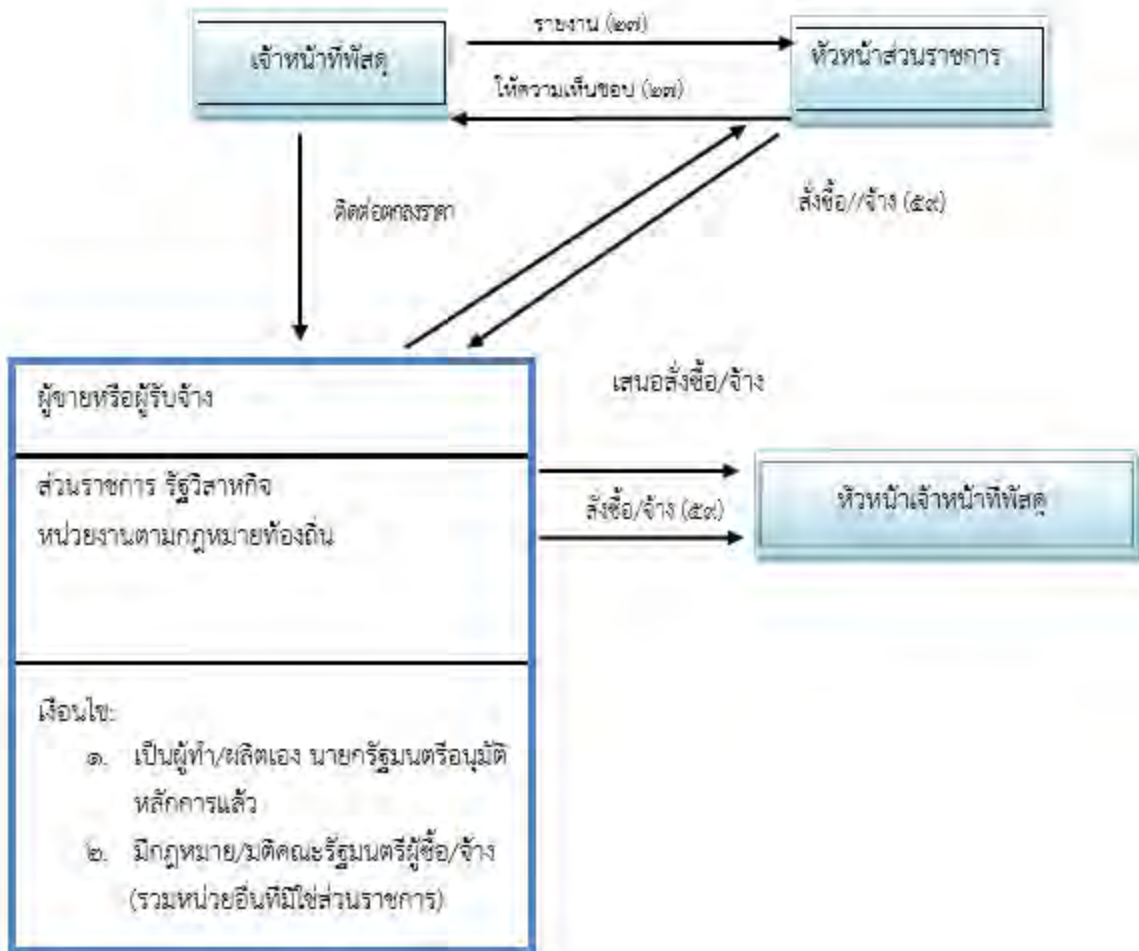 รายงาน (๒๗)
เจ้าหน้าที่พัสดุ
หัวหน้าส่วนราชการ
ให้ความเห็นชอบ (๒๗)
ติดต่อตกลงราคา
สั่งซื้อ//จ้าง (๕๙)
เสนอสั่งซื้อ/จ้าง
ผู้ขายหรือผู้รับจ้าง
ส่วนราชการ รัฐวิสาหกิจ
หน่วยงานตามกฎหมายท้องถิ่น
สั่งซื้อ/จ้าง (๕๙)
หัวหน้าเจ้าหน้าที่พัสดุ
เงื่อนไข:
๑. เป็นผู้ทำ/ผลิตเอง นายกรัฐมนตรีอนุมัติ
หลักการแล้ว
๒. มีกฎหมาย/มติคณะรัฐมนตรีผู้ซื้อ/จ้าง
(รวมหน่วยอื่นที่มิใช่ส่วนราชการ)